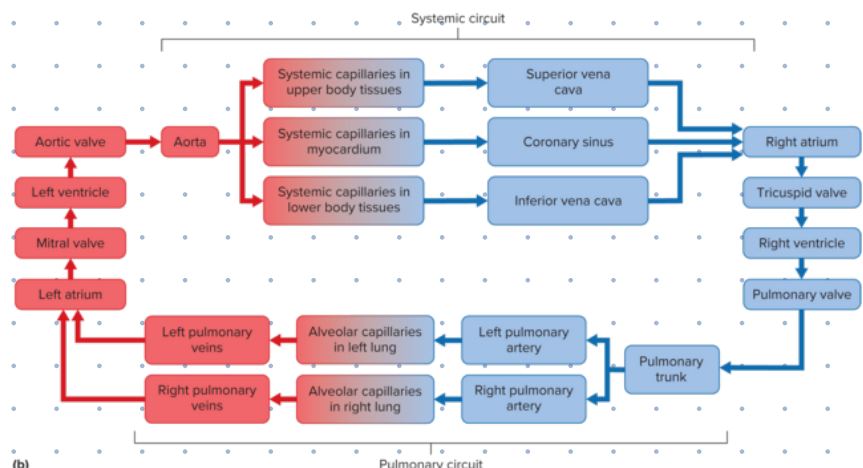 Systemic circuit
Systemic capillaries in
upper body tissues
Superior vena
cava
Aortic valve
Aorta
Systemic capillaries in
myocardium
Coronary sinus
Right atrium
Left ventricle
Systemic capillaries in
lower body tissues
Inferior vena cava
Tricuspid valve
Mitral valve
Right ventricle
Left atrium
Pulmonary valve
Left pulmonary
veins
Alveolar capillaries
in left lung
Left pulmonary
artery
Pulmonary
trunk
Right pulmonary
veins
Alveolar capillaries
in right lung
Right pulmonary
artery
(b)
Pulmonary circuit